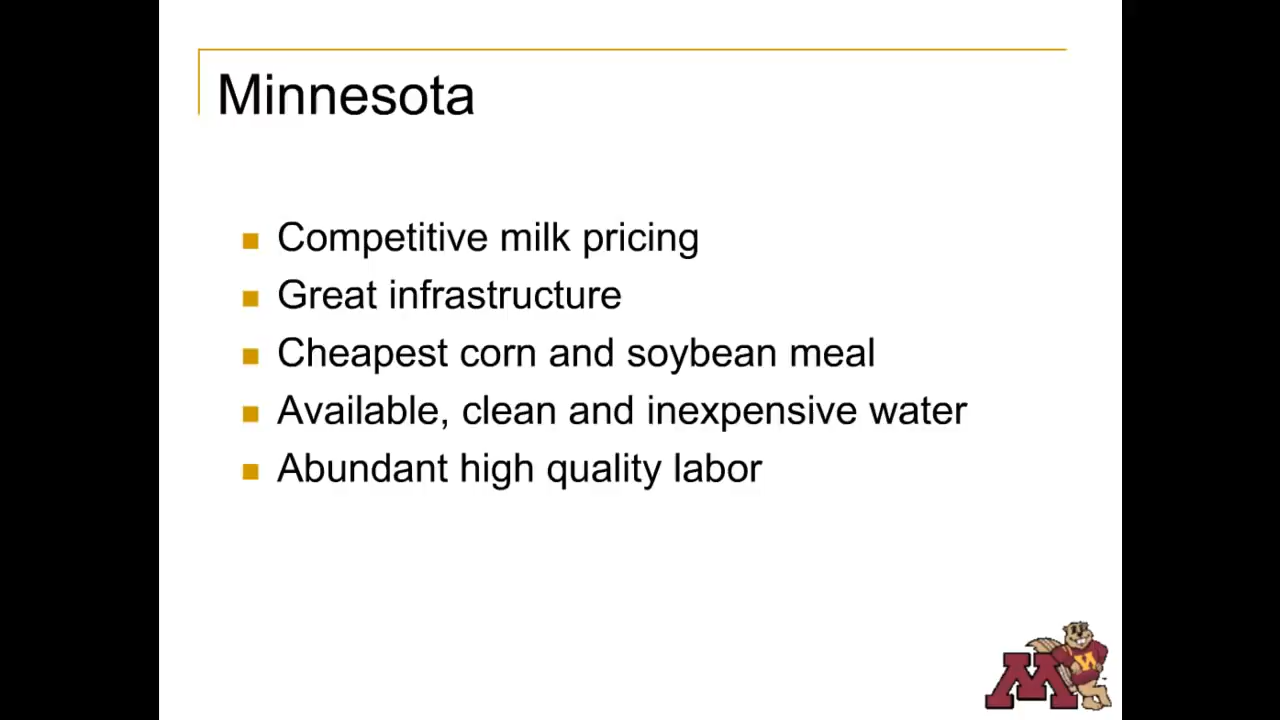 Minnesota
Competitive milk pricing
Great infrastructure
Cheapest corn and soybean meal
Available, clean and inexpensive water
Abundant high quality labor
M